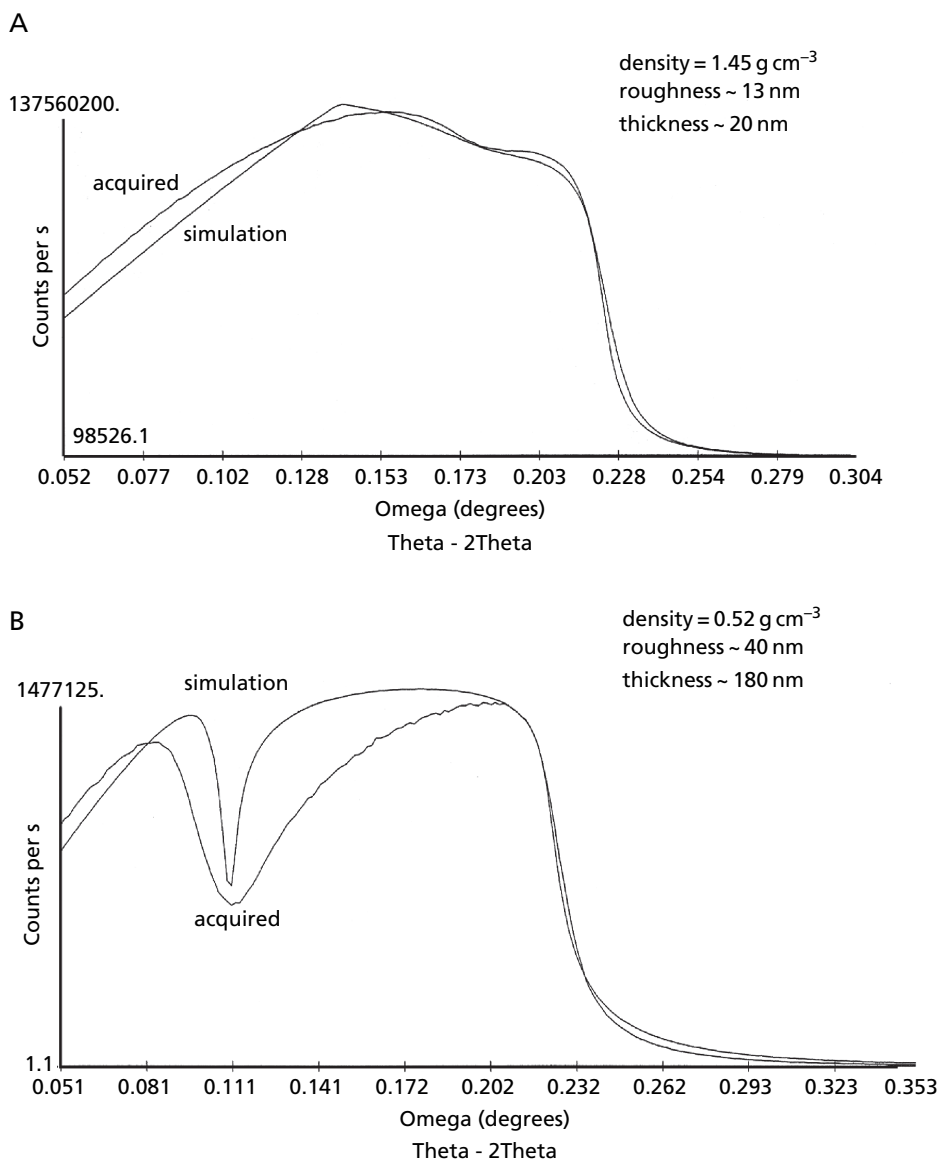 A
density = 1.45 g cm⁻³
roughness ~ 13 nm
thickness ~ 20 nm
137560200.
acquired
simulation
Counts per s
98526.1
0.052 0.077 0.102 0.128 0.153 0.173 0.203 0.228 0.254 0.279 0.304
Omega (degrees)
Theta - 2Theta
B
density = 0.52 g cm⁻³
roughness ~ 40 nm
thickness ~ 180 nm
1477125.
simulation
acquired
Counts per s
1.1
0.051 0.081 0.111 0.141 0.172 0.202 0.232 0.262 0.293 0.323 0.353
Omega (degrees)
Theta - 2Theta